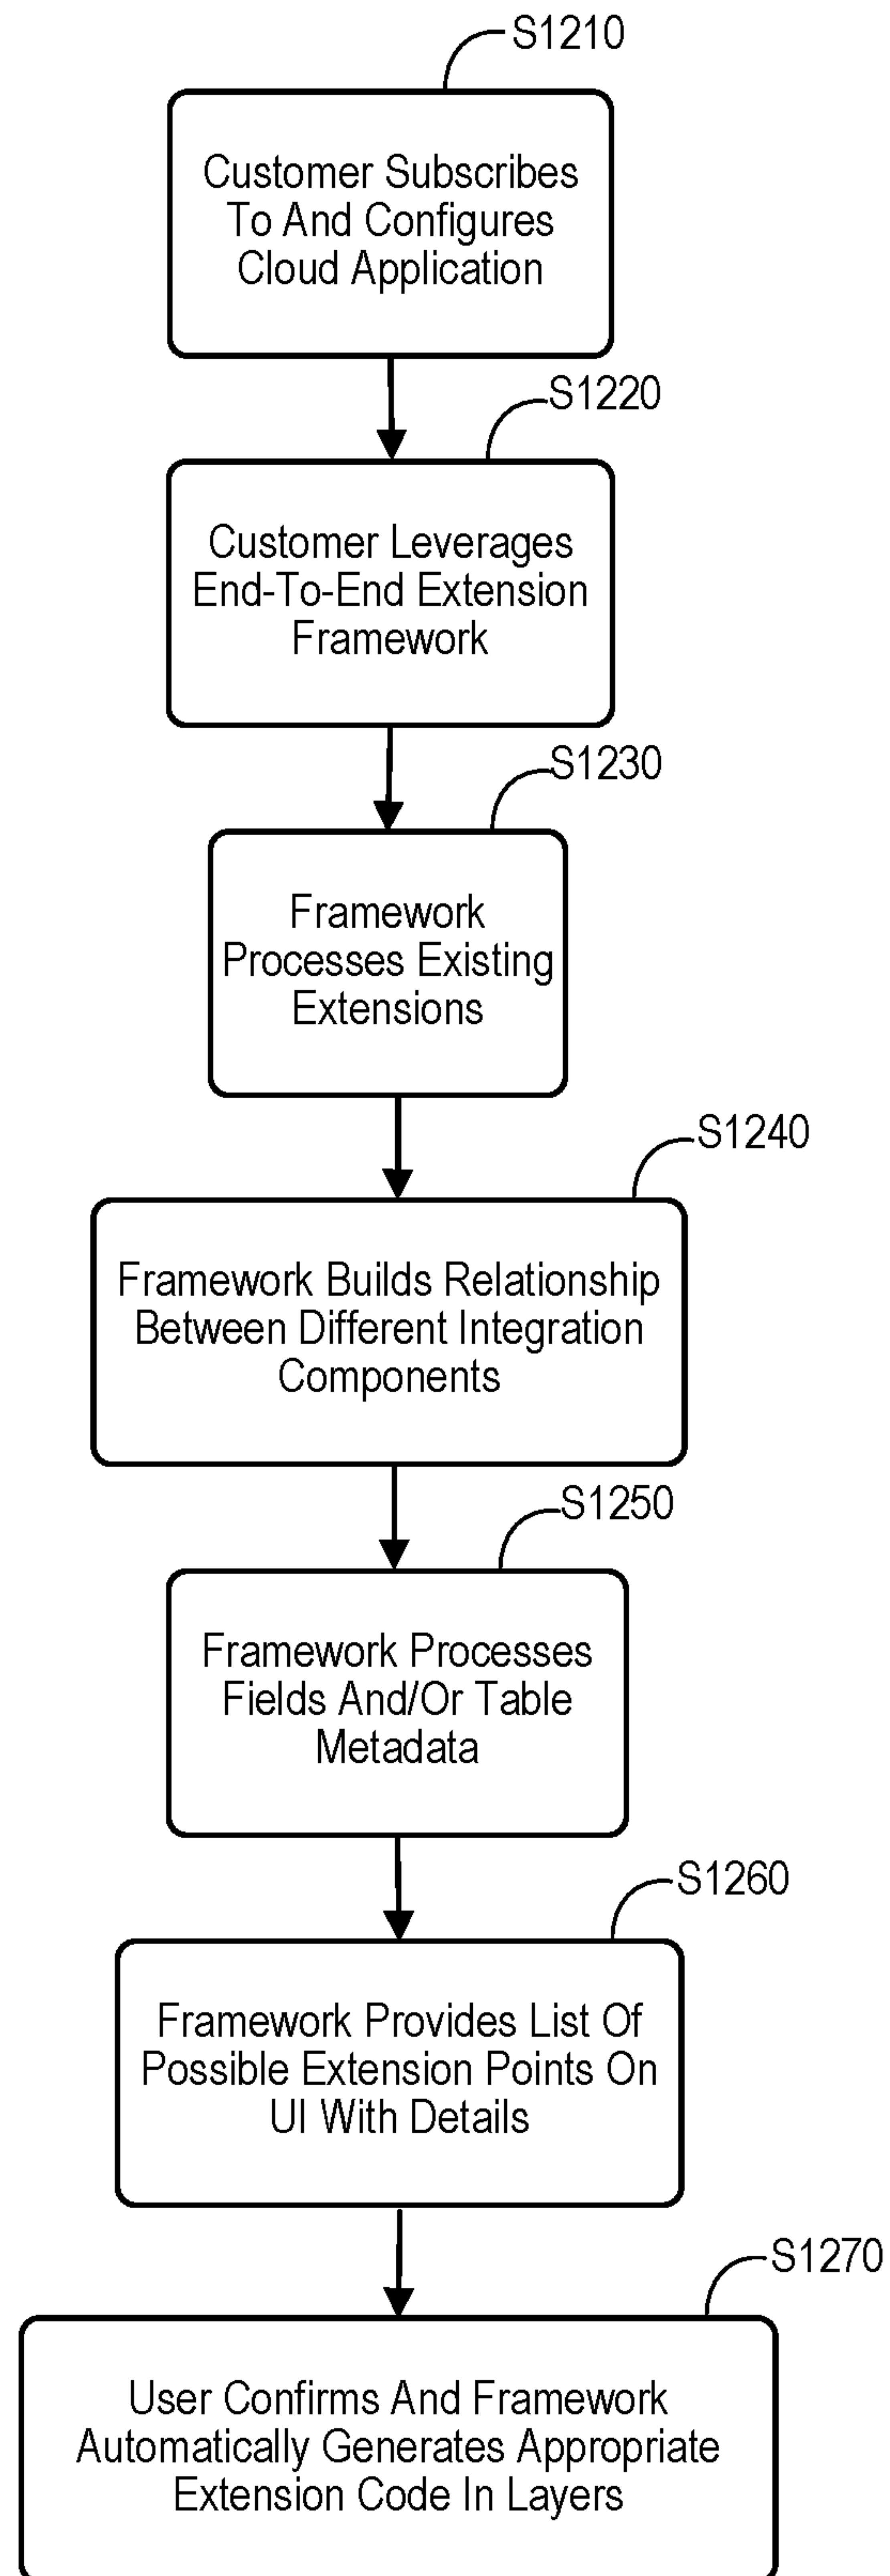 S1210
Customer Subscribes
To And Configures
Cloud Application
S1220
Customer Leverages
End-To-End Extension
Framework
S1230
Framework
Processes Existing
Extensions
S1240
Framework Builds Relationship
Between Different Integration
Components
S1250
Framework Processes
Fields And/Or Table
Metadata
S1260
Framework Provides List Of
Possible Extension Points On
UI With Details
S1270
User Confirms And Framework
Automatically Generates Appropriate
Extension Code In Layers